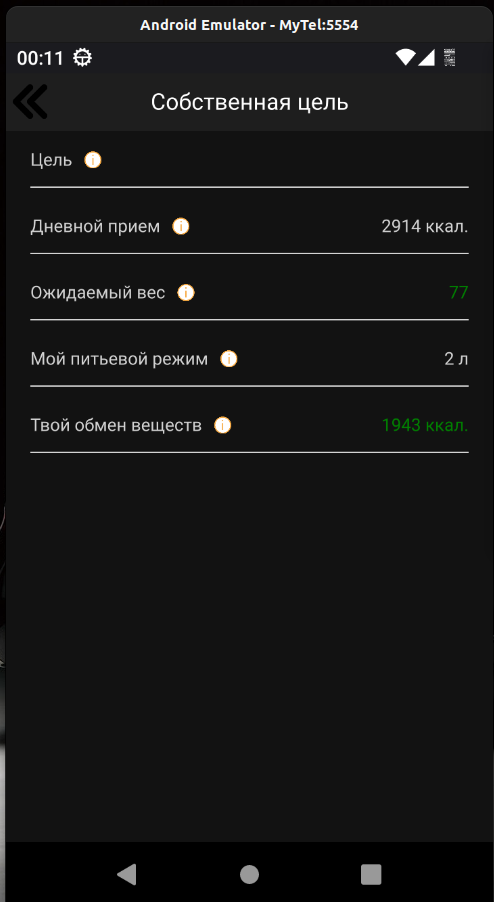 Android Emulator - MyTel:5554
00:11
Собственная цель
Цель
Дневной прием 2914 ккал.
Ожидаемый вес 77
Мой питьевой режим 2 л
Твой обмен веществ 1943 ккал.